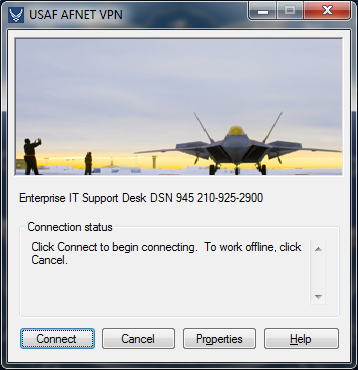 USAF AFNET VPN
Enterprise IT Support Desk DSN 945 210-925-2900
Connection status
Click Connect to begin connecting.  To work offline, click
Cancel.
Connect Cancel Properties Help